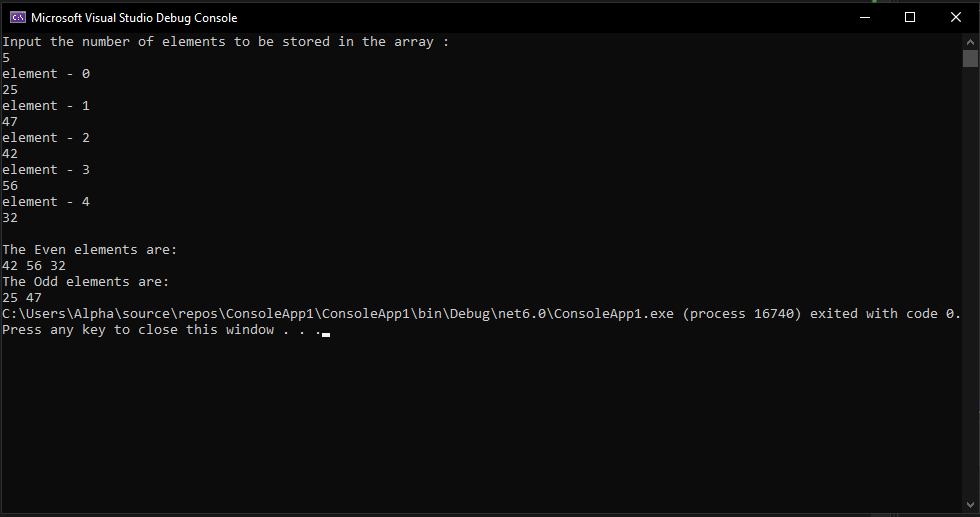 Microsoft Visual Studio Debug Console
Input the number of elements to be stored in the array :
5
element - 0
25
element - 1
47
element - 2
42
element - 3
56
element - 4
32
The Even elements are:
42 56 32
The Odd elements are:
25 47
C:\Users\Alpha\source\repos\ConsoleApp1\ConsoleApp1\bin\Debug\net6.0\ConsoleApp1.exe (process 16740) exited with code 0.
Press any key to close this window . . .